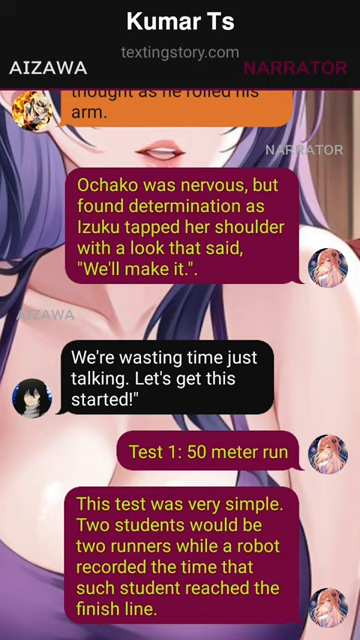 Kumar Ts
textingstory.com
AIZAWA
NARRATOR
thought as he rolled his
arm.
NARRATOR
Ochako was nervous, but
found determination as
Izuku tapped her shoulder
with a look that said,
"We'll make it.".
AIZAWA
We're wasting time just
talking. Let's get this
started!"
Test 1: 50 meter run
This test was very simple.
Two students would be
two runners while a robot
recorded the time that
such student reached the
finish line.